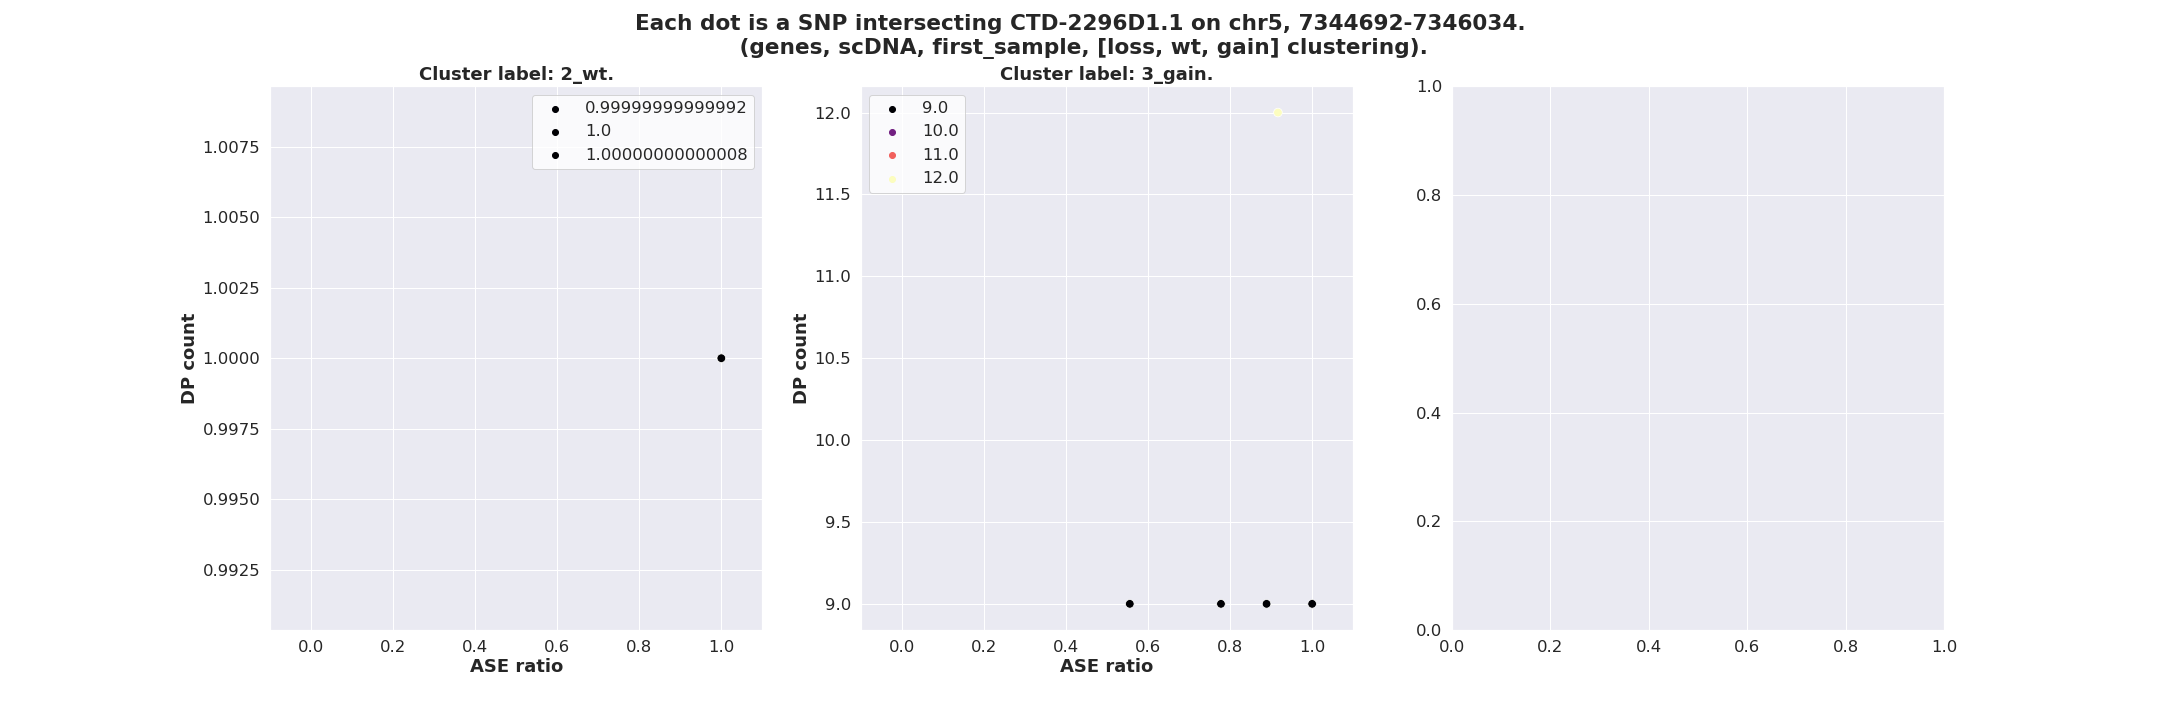 Each dot is a SNP intersecting CTD-2296D1.1 on chr5, 7344692-7346034.
(genes, scDNA, first_sample, [loss, wt, gain] clustering).
Cluster label: 2_wt.
0.99999999999992
1.0
1.00000000000008
1.0075
1.0050
1.0025
1.0000
0.9975
0.9950
0.9925
DP count
0.0 0.2 0.4 0.6 0.8 1.0
ASE ratio
Cluster label: 3_gain.
9.0
10.0
11.0
12.0
12.0
11.5
11.0
10.5
10.0
9.5
9.0
DP count
0.0 0.2 0.4 0.6 0.8 1.0
ASE ratio
1.0
0.8
0.6
0.4
0.2
0.0
0.0 0.2 0.4 0.6 0.8 1.0